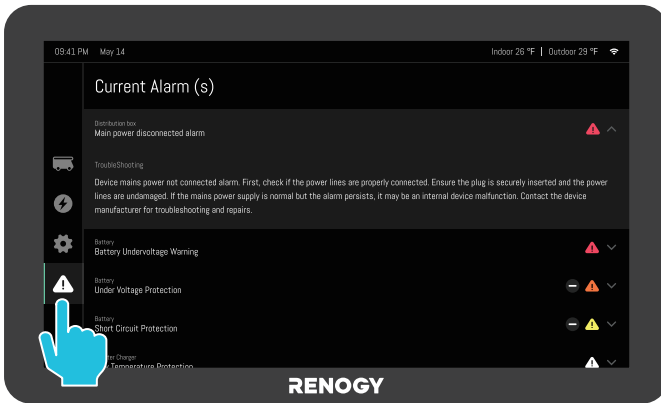 09:41 PM May 14 Indoor 26 °F | Outdoor 29 °F
Current Alarm (s)
Distribution box
Main power disconnected alarm
TroubleShooting
Device mains power not connected alarm. First, check if the power lines are properly connected. Ensure the plug is securely inserted and the power
lines are undamaged. If the mains power supply is normal but the alarm persists, it may be an internal device malfunction. Contact the device
manufacturer for troubleshooting and repairs.
Battery
Battery Undervoltage Warning
Battery
Under Voltage Protection
Battery
Short Circuit Protection
Charger
Temperature Protection
RENOGY